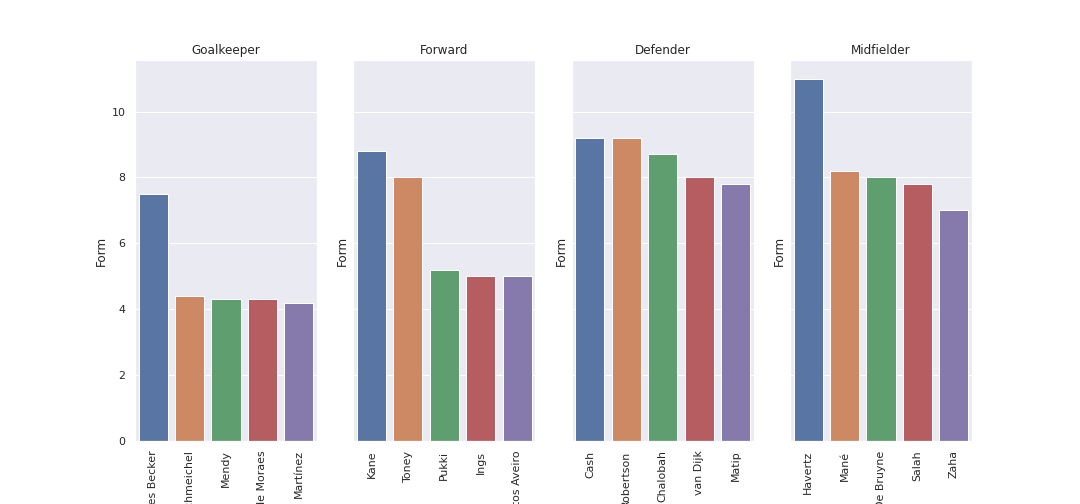 Goalkeeper
Forward
Defender
Midfielder
Form
10
8
6
4
2
0
Form
Form
Form
es Becker
hmeichel
Mendy
de Moraes
Martínez
Kane
Toney
Pukki
Ings
tos Aveiro
Cash
Robertson
Chalobah
van Dijk
Matip
Havertz
Mané
De Bruyne
Salah
Zaha